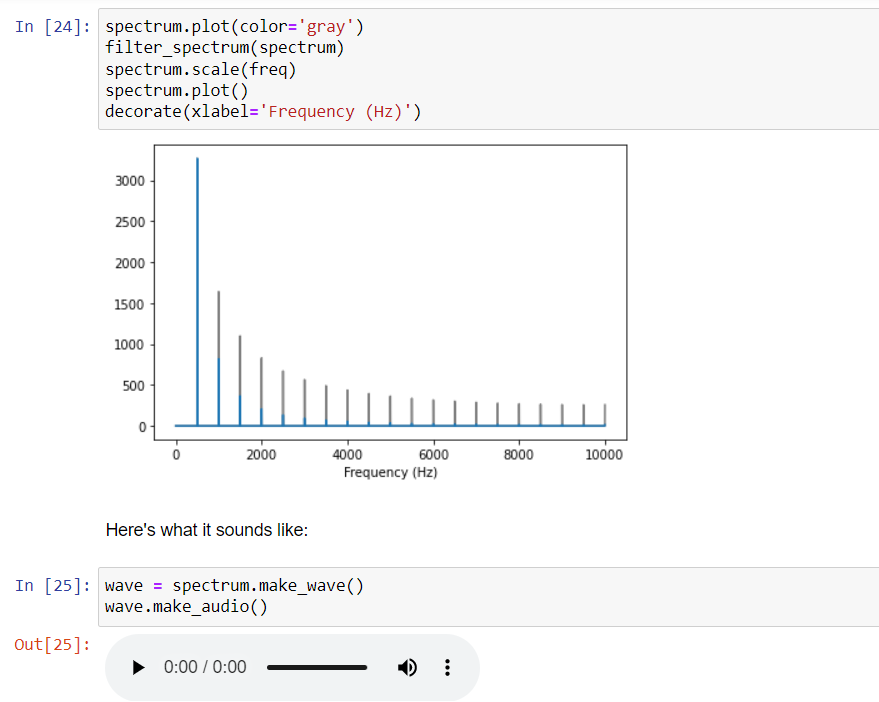 In [24]: spectrum.plot(color='gray')
filter_spectrum(spectrum)
spectrum.scale(freq)
spectrum.plot()
decorate(xlabel='Frequency (Hz)')
3000
2500
2000
1500
1000
500
0
0 2000 4000 6000 8000 10000
Frequency (Hz)
Here's what it sounds like:
In [25]: wave = spectrum.make_wave()
wave.make_audio()
Out[25]:
0:00 / 0:00